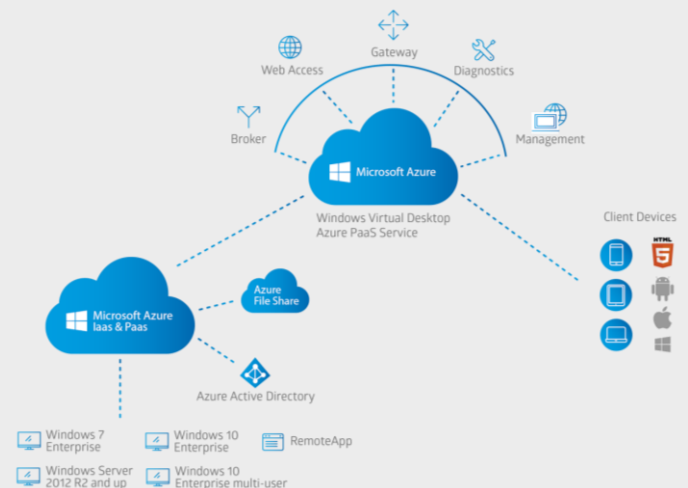 Gateway
Web Access
Diagnostics
Broker
Management
Microsoft Azure
Windows Virtual Desktop
Azure PaaS Service
Client Devices
HTML
5
Azure
File Share
Microsoft Azure
Iaas & Paas
Azure Active Directory
Windows 7
Enterprise
Windows 10
Enterprise
RemoteApp
Windows Server
2012 R2 and up
Windows 10
Enterprise multi-user